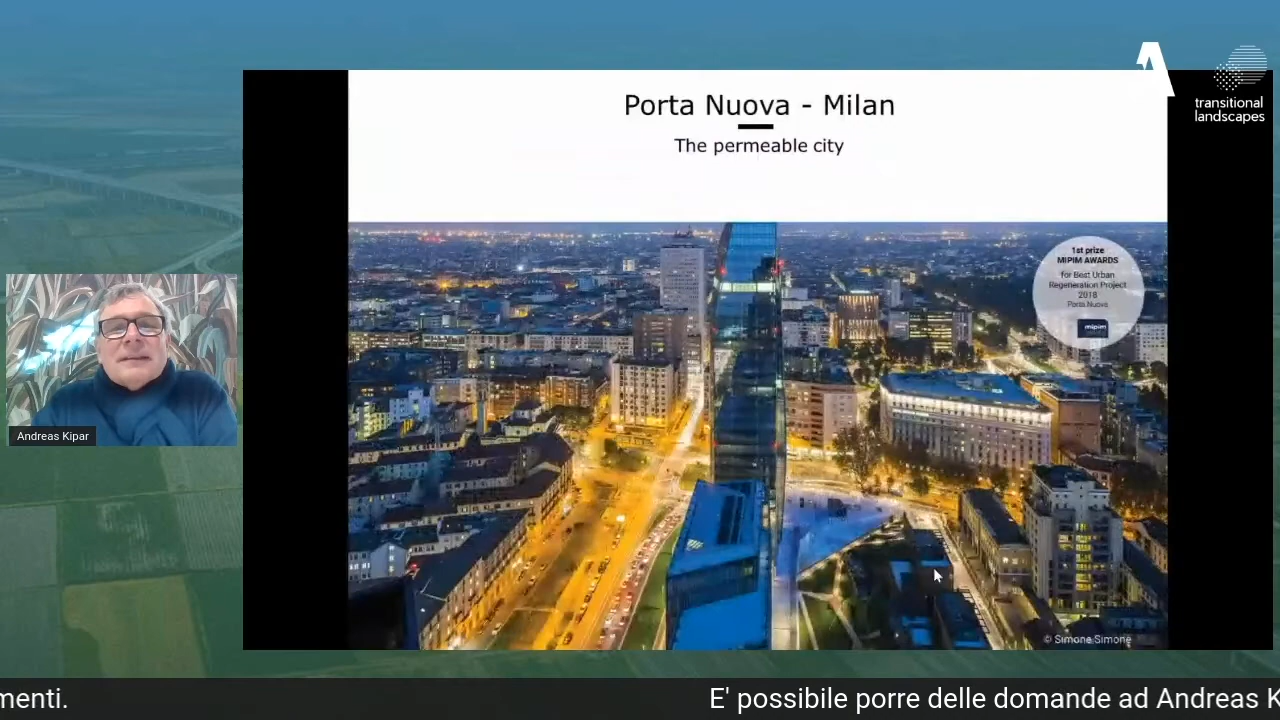 Porta Nuova - Milan
The permeable city
transitional
landscapes
1st prize
MIPIM AWARDS
for Best Urban
Regeneration Project
2018
Porta Nuova
mipim
Andreas Kipar
© Simone Simone
menti.
E' possibile porre delle domande ad Andreas K